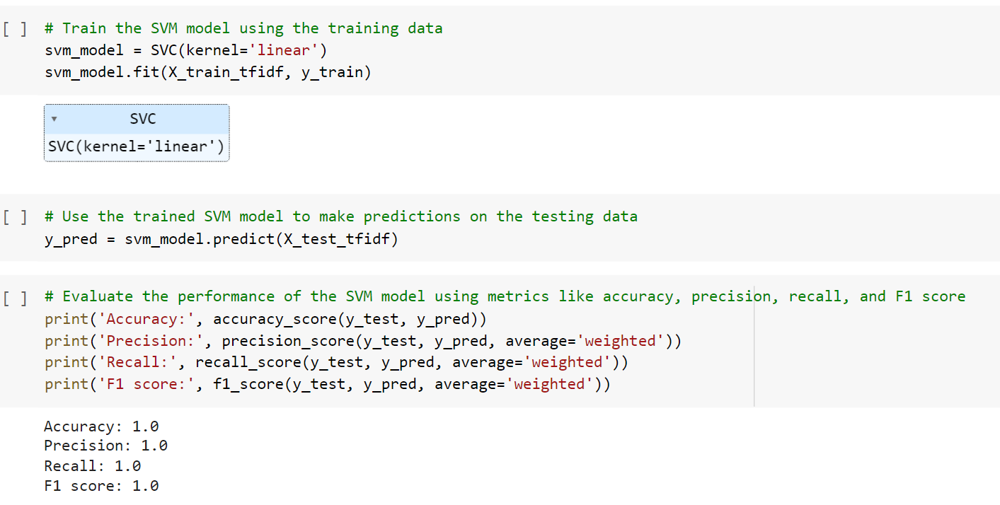 [ ] # Train the SVM model using the training data
svm_model = SVC(kernel='linear')
svm_model.fit(X_train_tfidf, y_train)
▾ SVC
SVC(kernel='linear')
[ ] # Use the trained SVM model to make predictions on the testing data
y_pred = svm_model.predict(X_test_tfidf)
[ ] # Evaluate the performance of the SVM model using metrics like accuracy, precision, recall, and F1 score
print('Accuracy:', accuracy_score(y_test, y_pred))
print('Precision:', precision_score(y_test, y_pred, average='weighted'))
print('Recall:', recall_score(y_test, y_pred, average='weighted'))
print('F1 score:', f1_score(y_test, y_pred, average='weighted'))
Accuracy: 1.0
Precision: 1.0
Recall: 1.0
F1 score: 1.0